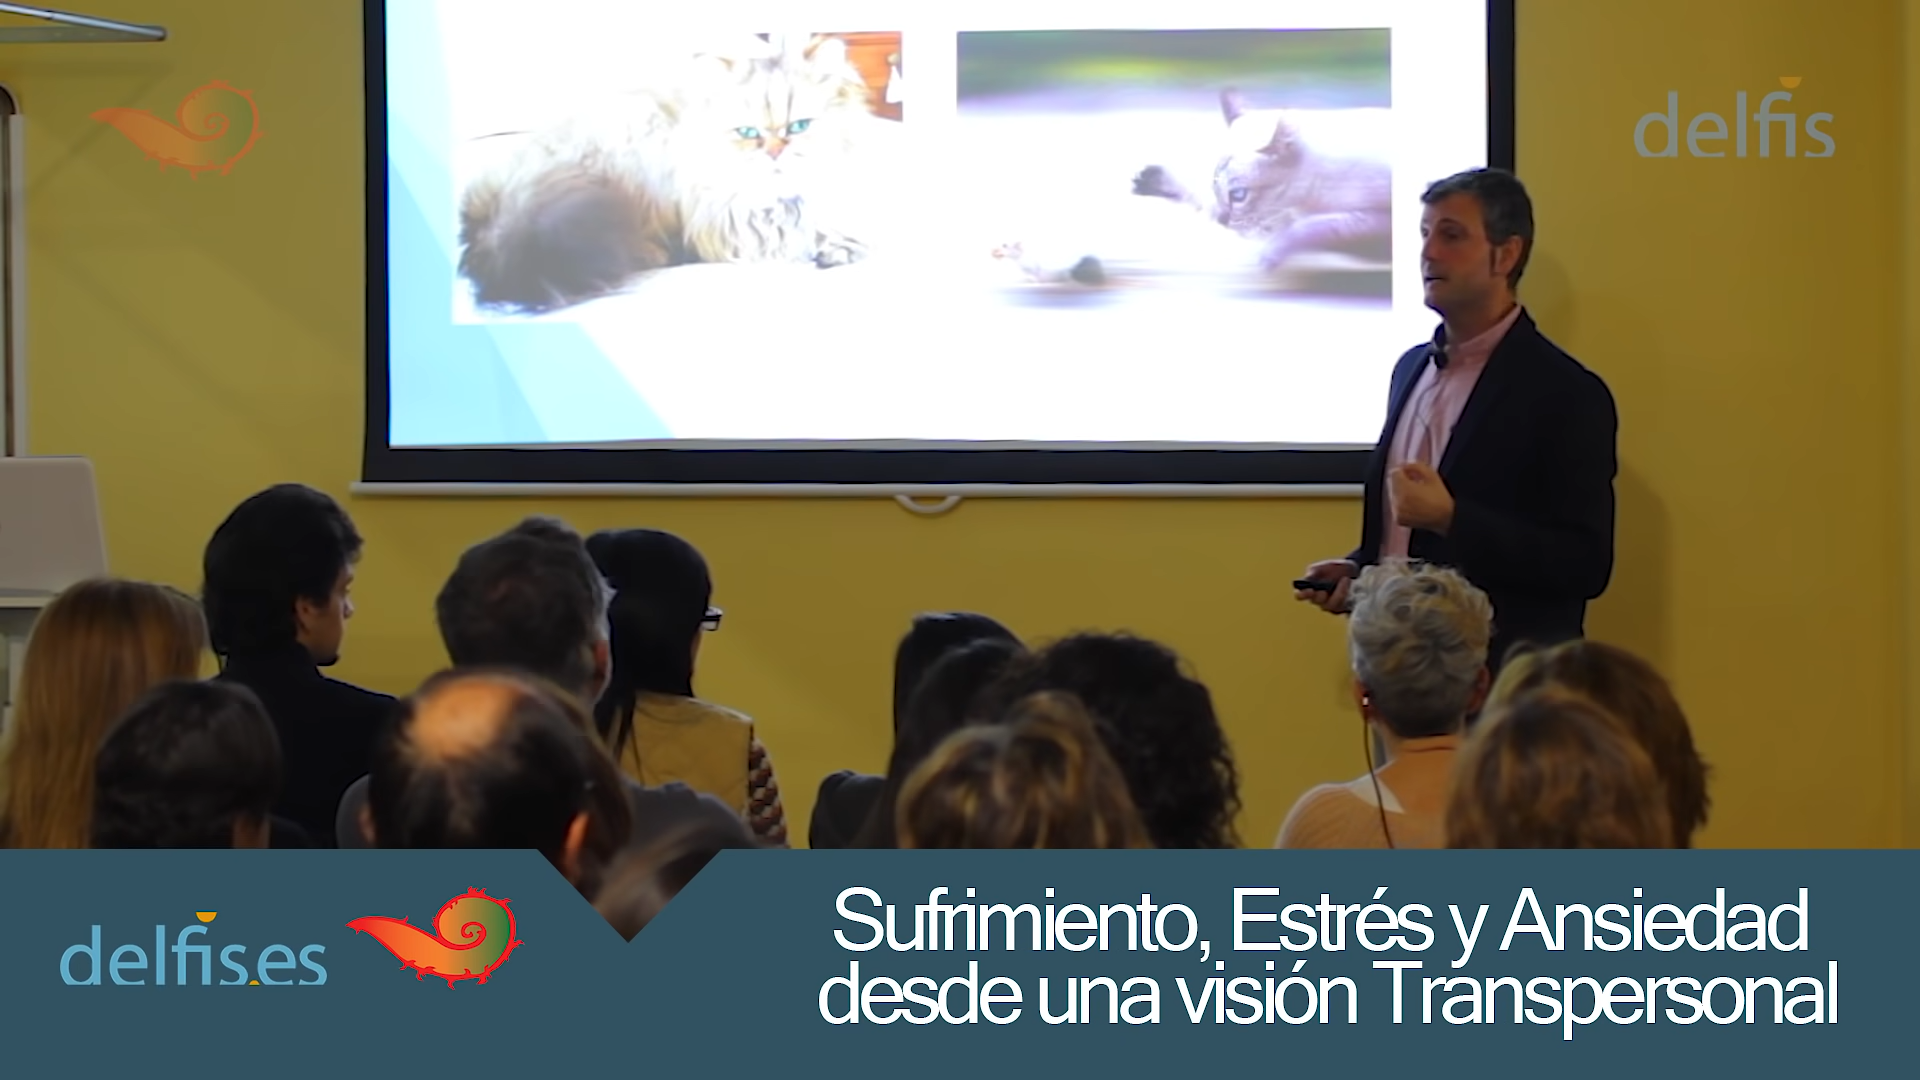 delfis
delfis.es
Sufrimiento, Estrés y Ansiedad
desde una visión Transpersonal